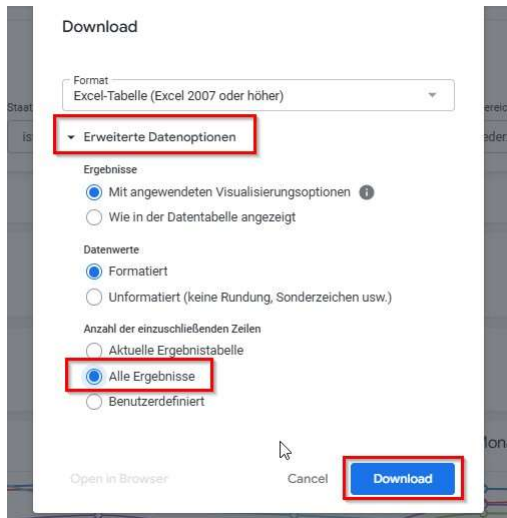 Download
Format
Excel-Tabelle (Excel 2007 oder höher)
Staat
is
Erweiterte Datenoptionen
Ergebnisse
Mit angewendeten Visualisierungsoptionen
Wie in der Datentabelle angezeigt
Datenwerte
Formatiert
Unformatiert (keine Rundung, Sonderzeichen usw.)
Anzahl der einzuschließenden Zeilen
Aktuelle Ergebnistabelle
Alle Ergebnisse
Benutzerdefiniert
Open in Browser
Cancel
Download